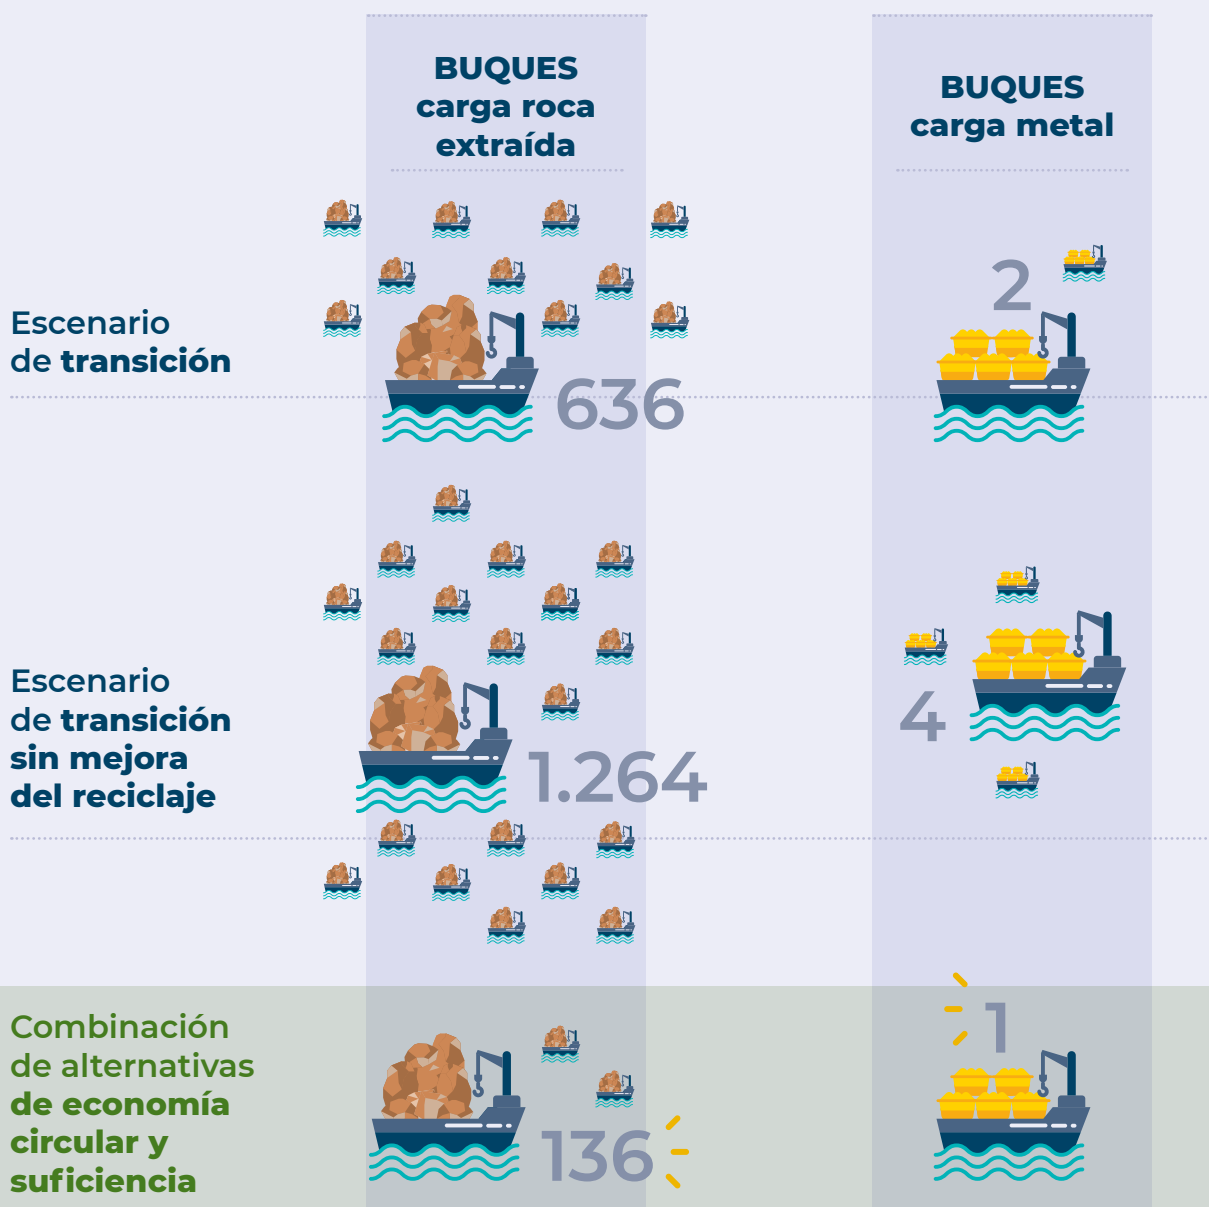 BUQUES
carga roca
extraída
BUQUES
carga metal
Escenario
de transición
636
2
Escenario
de transición
sin mejora
del reciclaje
1.264
4
Combinación
de alternativas
de economía
circular y
suficiencia
136
1